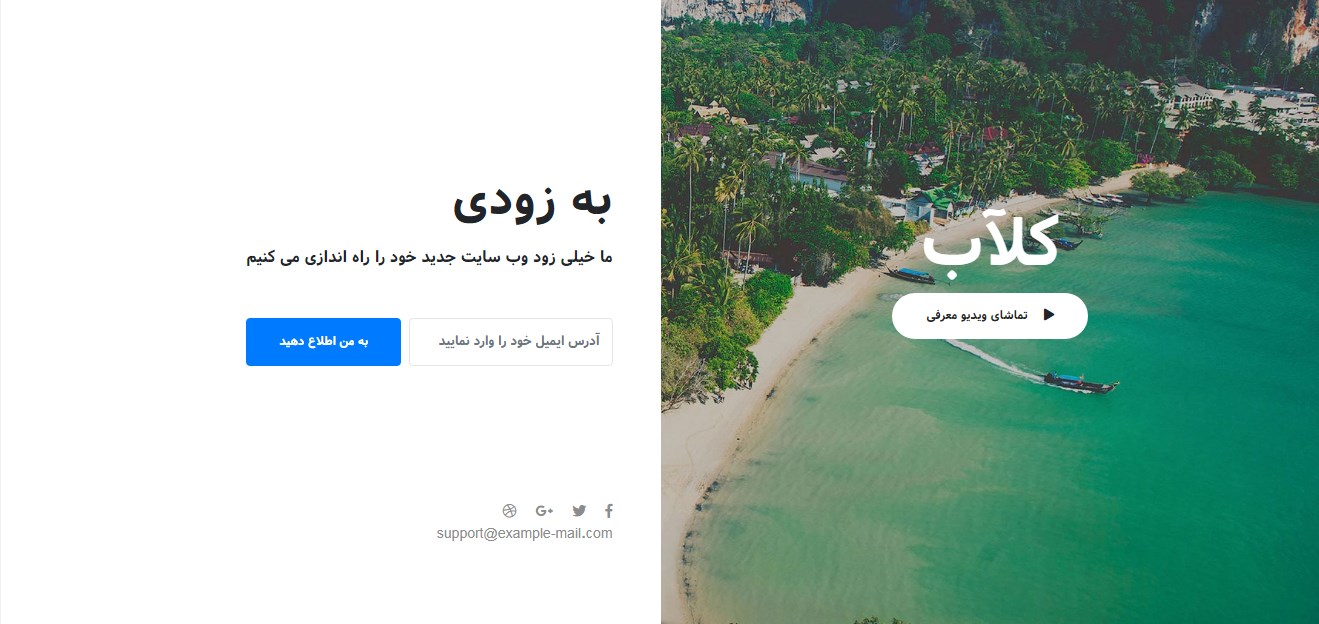 کلآب
تماشای ویدیو معرفی
به زودی
ما خیلی زود وب سایت جدید خود را راه اندازی می کنیم
آدرس ایمیل خود را وارد نمایید
به من اطلاع دهید
support@example-mail.com